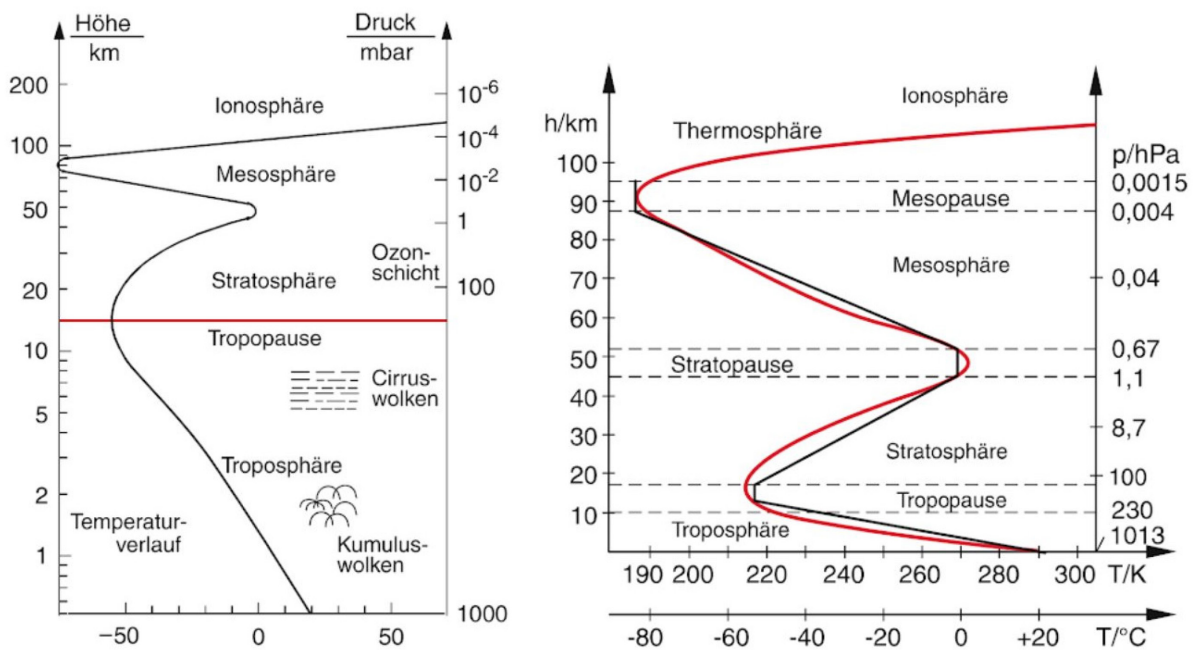 Höhe
km
Druck
mbar
200
10⁻⁶
Ionosphäre
10⁻⁴
100
Mesosphäre
10⁻²
50
1
Ozon-
schicht
Stratosphäre
20
100
Tropopause
10
Cirrus-
wolken
5
Troposphäre
2
Temperatur-
verlauf
Kumulus-
wolken
1
1000
−50
0
50
h/km
Ionosphäre
Thermosphäre
p/hPa
100
0,0015
Mesopause
90
0,004
80
Mesosphäre
70
0,04
60
0,67
50
Stratopause
1,1
40
8,7
30
Stratosphäre
100
20
Tropopause
230
10
Troposphäre
1013
190 200 220 240 260 280 300 T/K
-80 -60 -40 -20 0 +20 T/°C